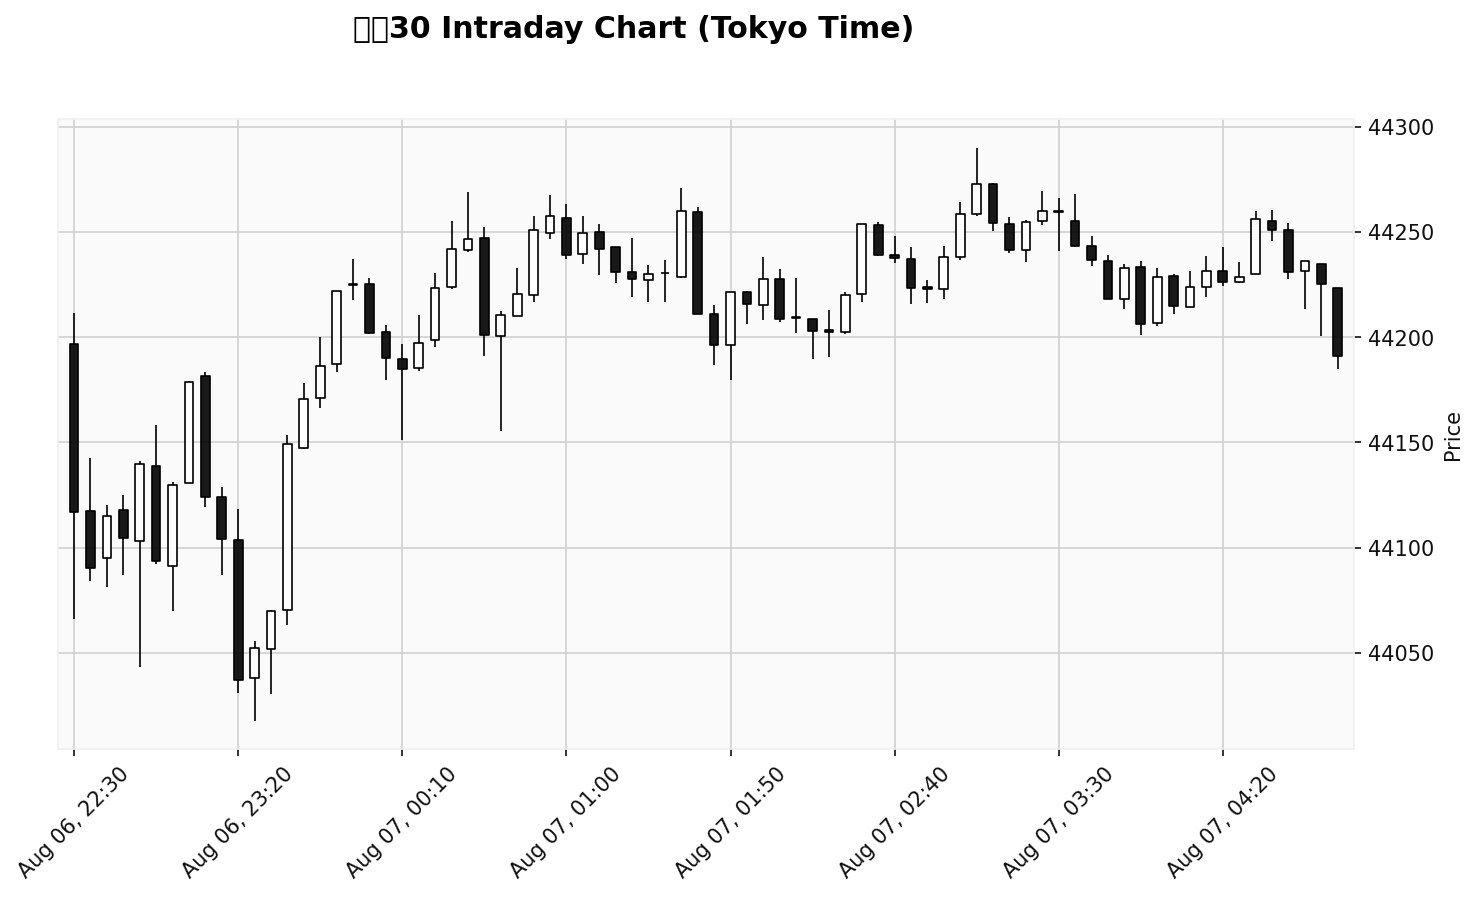 30 Intraday Chart (Tokyo Time)
44300
44250
44200
44150
44100
44050
Price
Aug 06, 22:30
Aug 06, 23:20
Aug 07, 00:10
Aug 07, 01:00
Aug 07, 01:50
Aug 07, 02:40
Aug 07, 03:30
Aug 07, 04:20